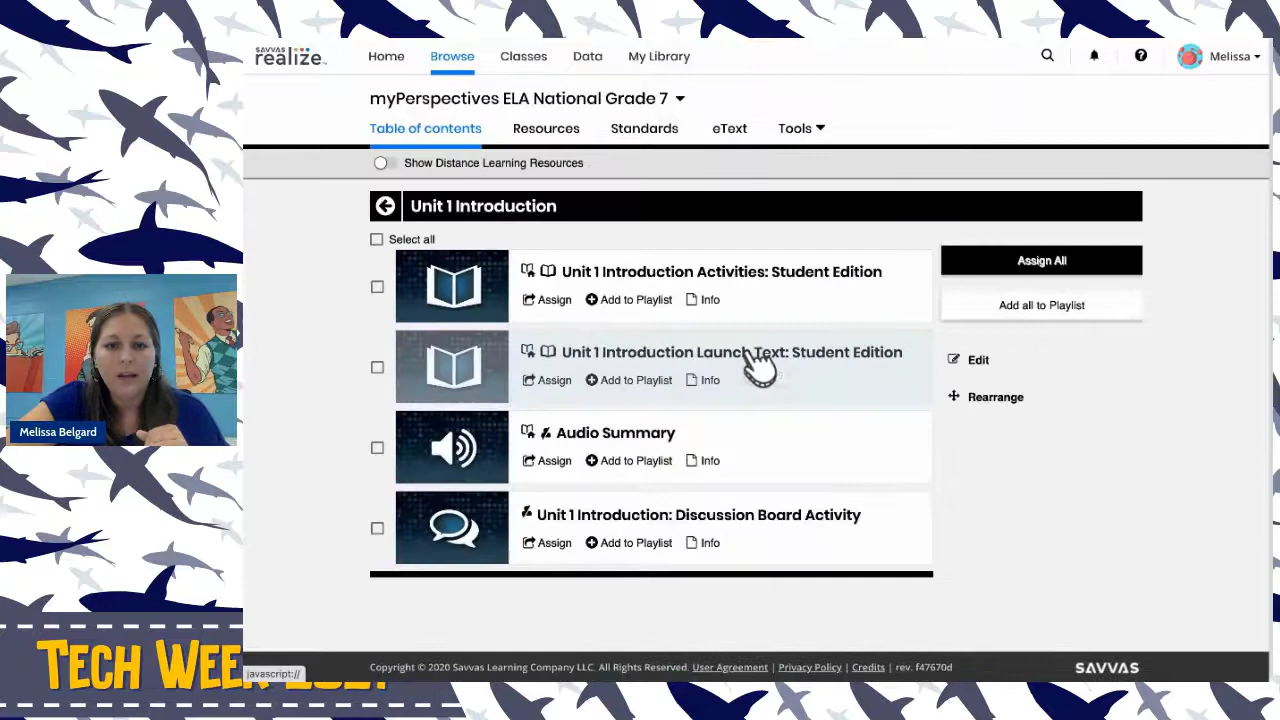 SAVVAS
realize™
Home Browse Classes Data My Library
Melissa
myPerspectives ELA National Grade 7
Table of contents Resources Standards eText Tools
Show Distance Learning Resources
Unit 1 Introduction
Select all
Unit 1 Introduction Activities: Student Edition
Assign Add to Playlist Info
Assign All
Add all to Playlist
Unit 1 Introduction Launch Text: Student Edition
Assign Add to Playlist Info
Edit
Rearrange
Audio Summary
Assign Add to Playlist Info
Melissa Belgard
Unit 1 Introduction: Discussion Board Activity
Assign Add to Playlist Info
TECH WEE
javascript://
Copyright © 2020 Savvas Learning Company LLC. All Rights Reserved. User Agreement | Privacy Policy | Credits | rev. f47670d
SAVVAS